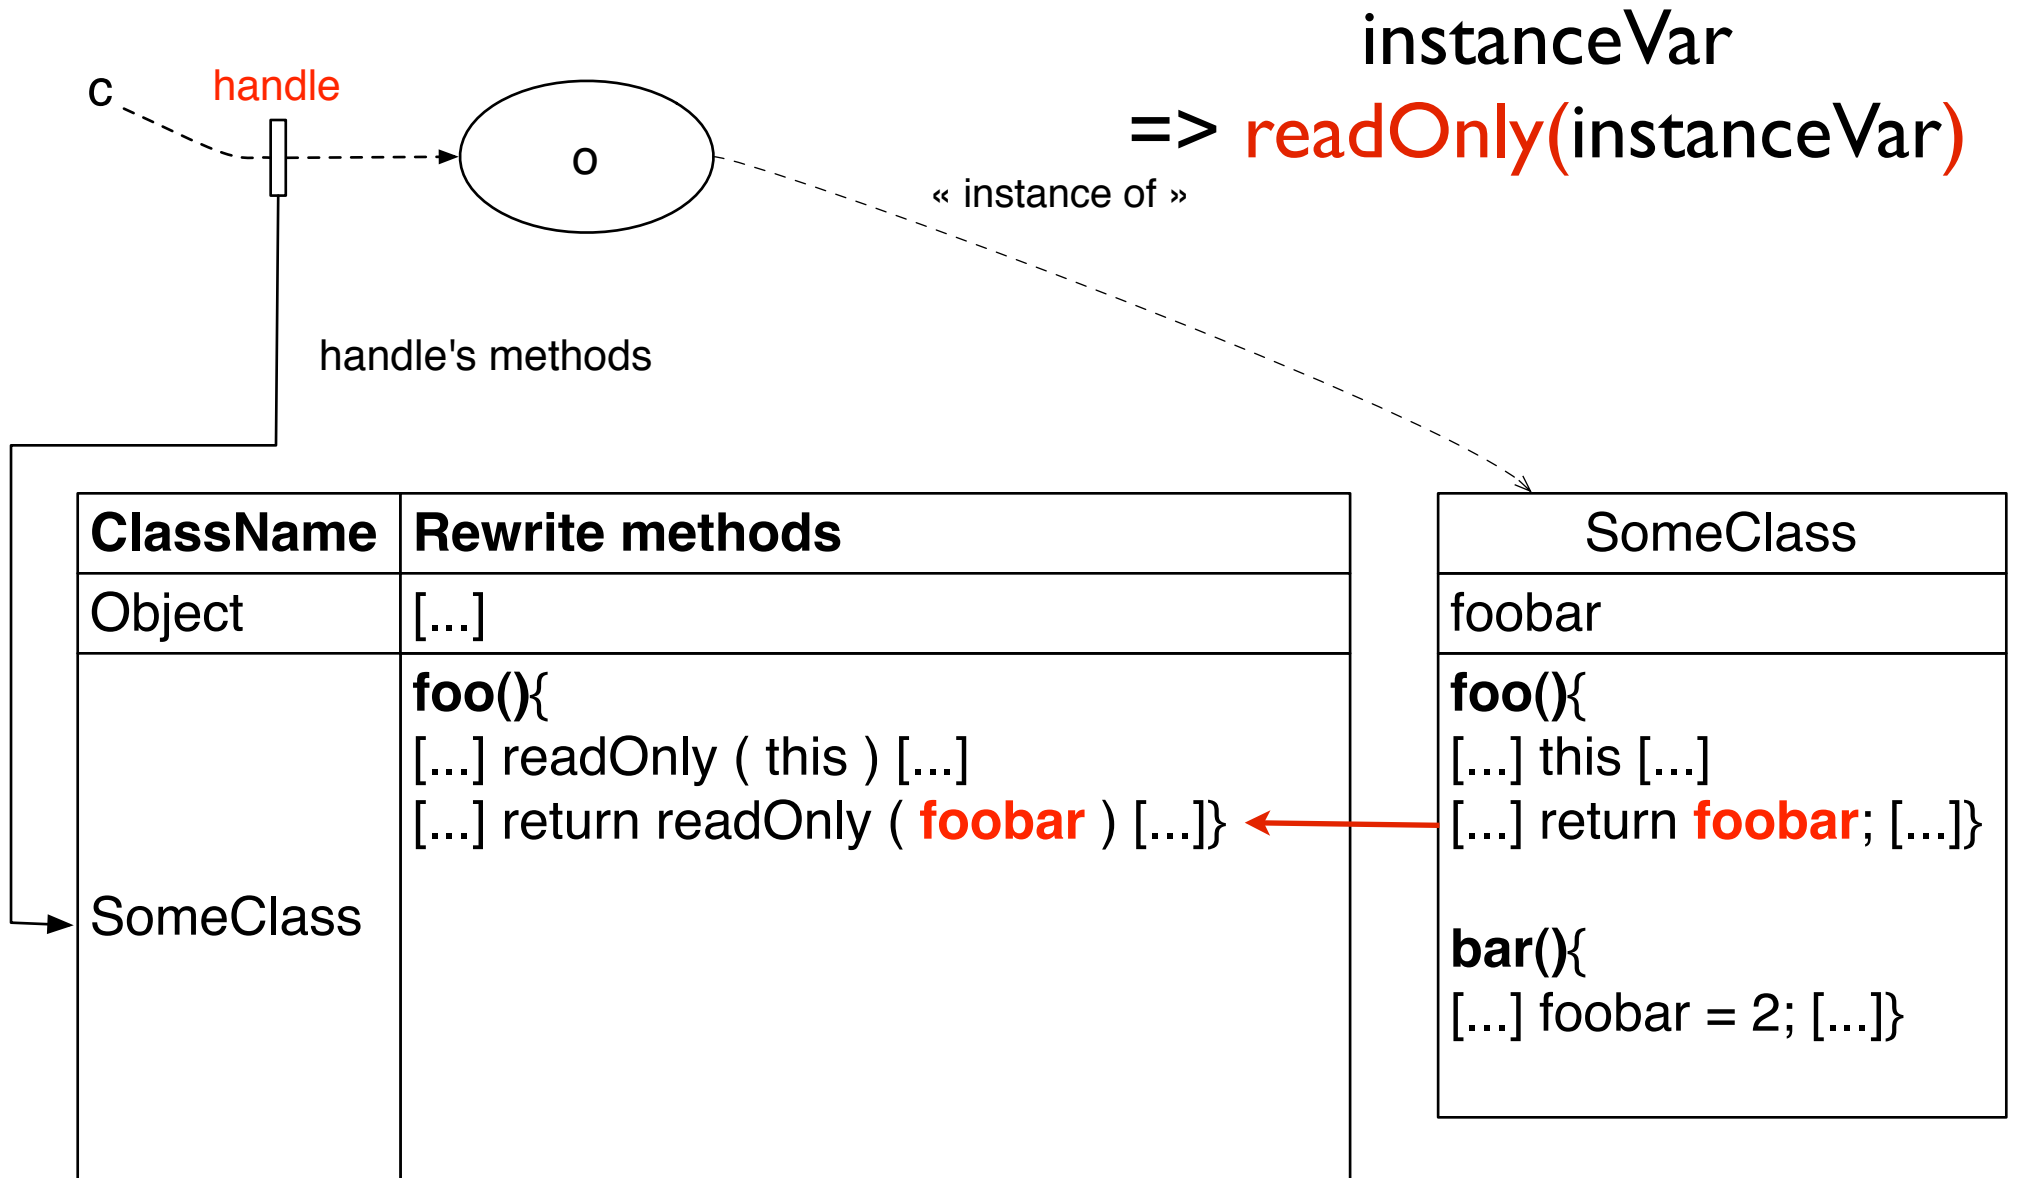 instanceVar
=> readOnly(instanceVar)
c
handle
o
« instance of »
handle's methods
ClassName
Rewrite methods
Object
[...]
SomeClass
foo(){
[...] readOnly ( this ) [...]
[...] return readOnly ( foobar ) [...]}
SomeClass
foobar
foo(){
[...] this [...]
[...] return foobar; [...]}
bar(){
[...] foobar = 2; [...]}